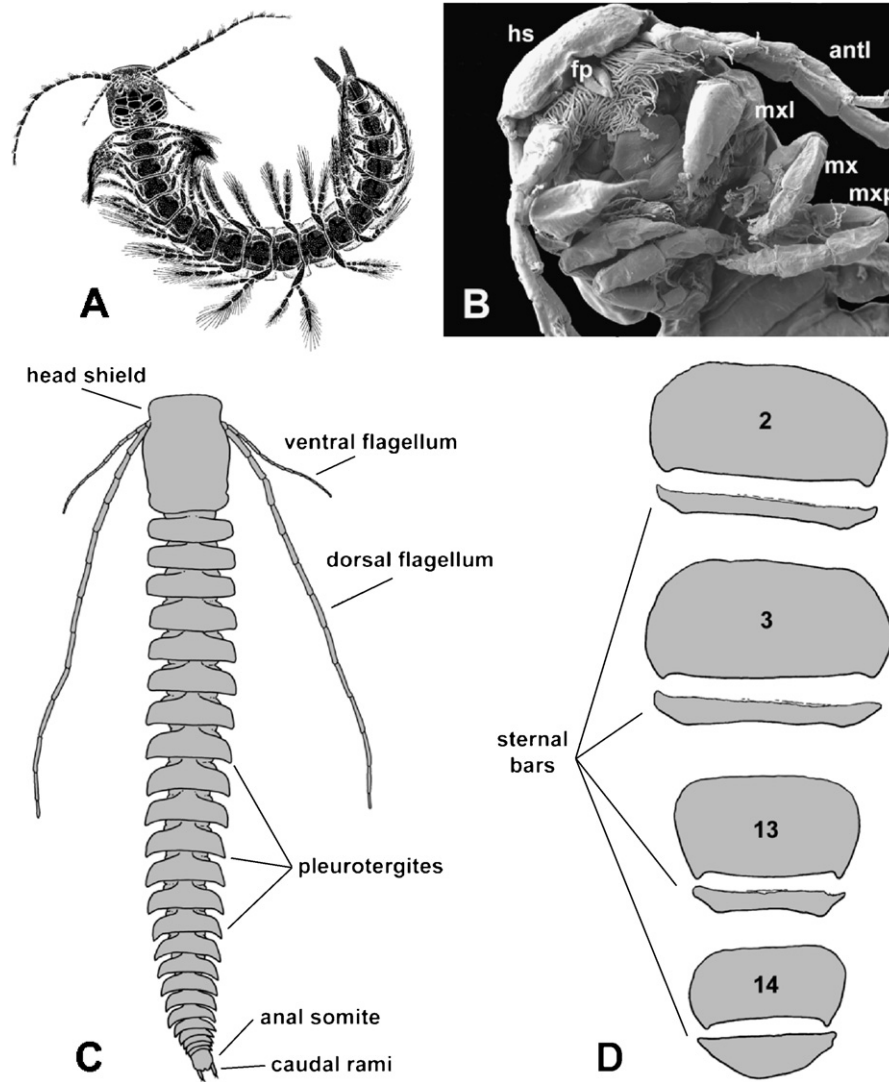 A
hs
fp
antl
mxl
mx
mxp
B
head shield
ventral flagellum
dorsal flagellum
pleurotergites
anal somite
caudal rami
C
2
3
sternal
bars
13
14
D